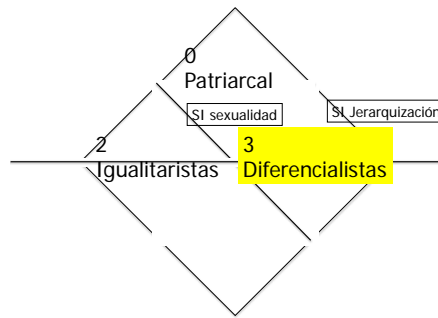 0
Patriarcal
SI sexualidad
SI Jerarquización
2
Igualitaristas
3
Diferencialistas